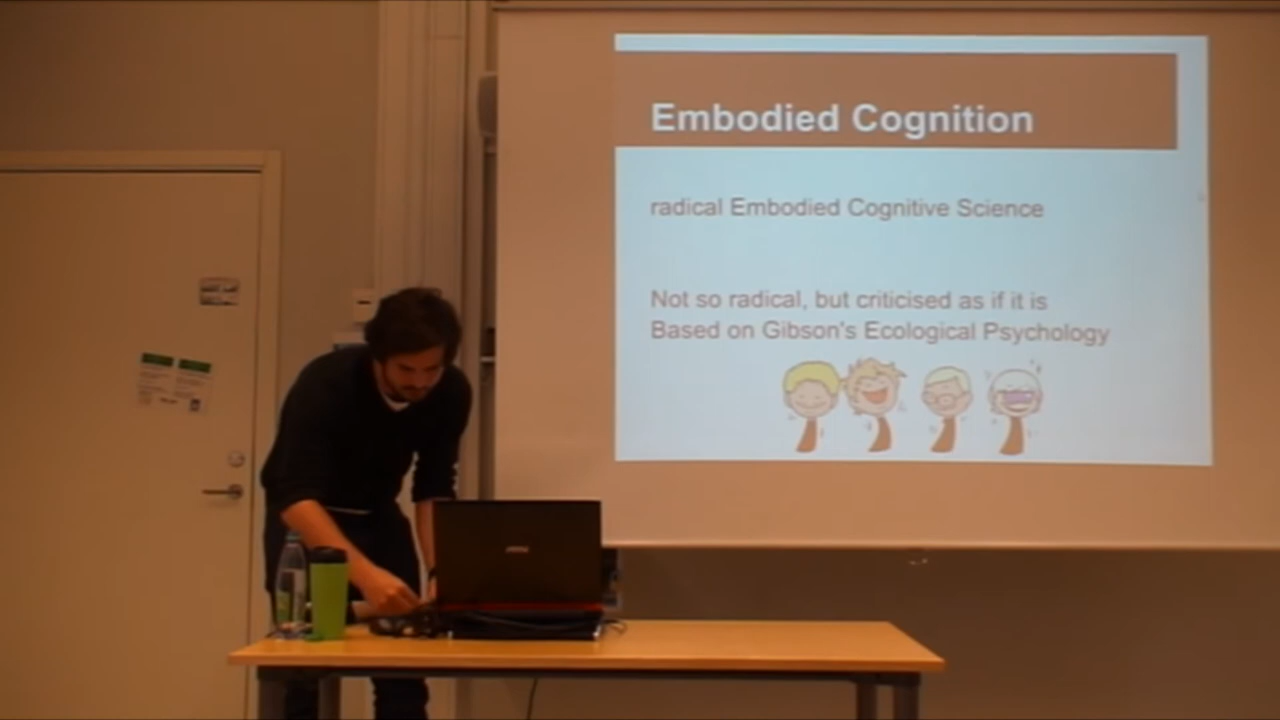 Embodied Cognition
radical Embodied Cognitive Science
Not so radical, but criticised as if it is
Based on Gibson's Ecological Psychology